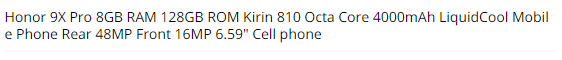 Honor 9X Pro 8GB RAM 128GB ROM Kirin 810 Octa Core 4000mAh LiquidCool Mobil
e Phone Rear 48MP Front 16MP 6.59" Cell phone